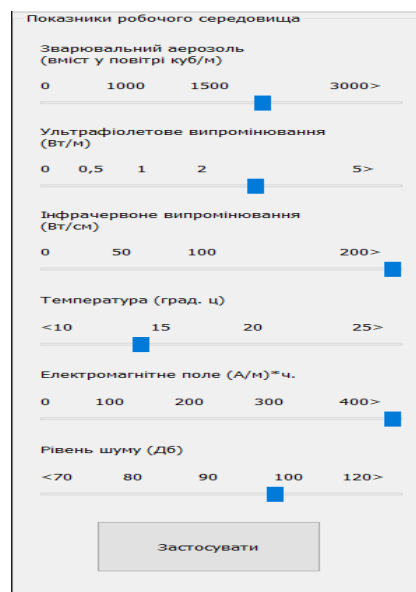 Показники робочого середовища
Зварювальний аерозоль
(вміст у повітрі куб/м)
0 1000 1500 3000>
Ультрафіолетове випромінювання
(Вт/м)
0 0,5 1 2 5>
Інфрачервоне випромінювання
(Вт/см)
0 50 100 200>
Температура (град. ц)
<10 15 20 25>
Електромагнітне поле (А/м)*ч.
0 100 200 300 400>
Рівень шуму (Дб)
<70 80 90 100 120>
Застосувати